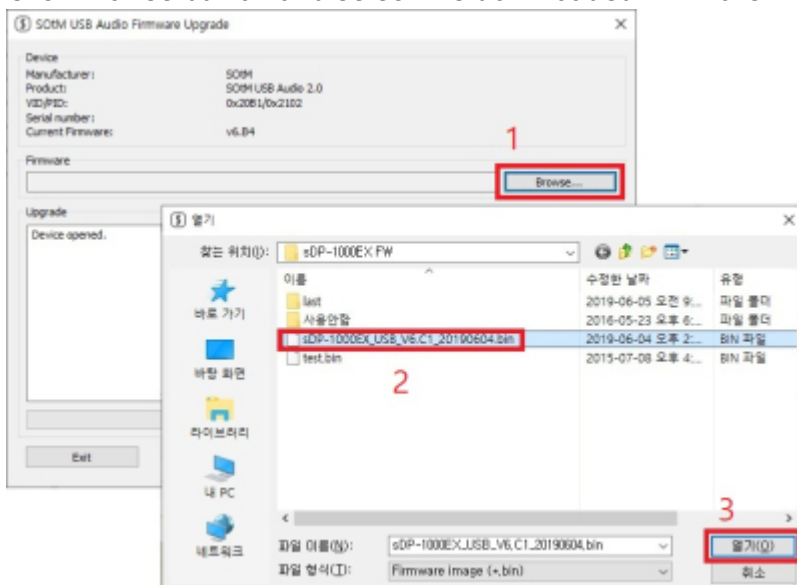 SOtM USB Audio Firmware Upgrade
Device
Manufacturer: SOtM
Product: SOtM USB Audio 2.0
VID/PID: 0x20B1/0x2102
Serial number:
Current Firmware: v6.B4
1
Firmware
Browse...
Upgrade
Device opened.
Exit
열기
찾는 위치(I): sDP-1000EX FW
이름 수정한 날짜 유형
last 2019-06-05 오전 9:... 파일 폴더
사용안함 2016-05-23 오후 6:... 파일 폴더
sDP-1000EX_USB_V6.C1_20190604.bin 2019-06-04 오후 2:... BIN 파일
test.bin 2015-07-08 오후 4:... BIN 파일
2
바로 가기
바탕 화면
라이브러리
내 PC
네트워크
3
파일 이름(N): sDP-1000EX_USB_V6.C1_20190604.bin 열기(O)
파일 형식(T): Firmware image (*.bin) 취소